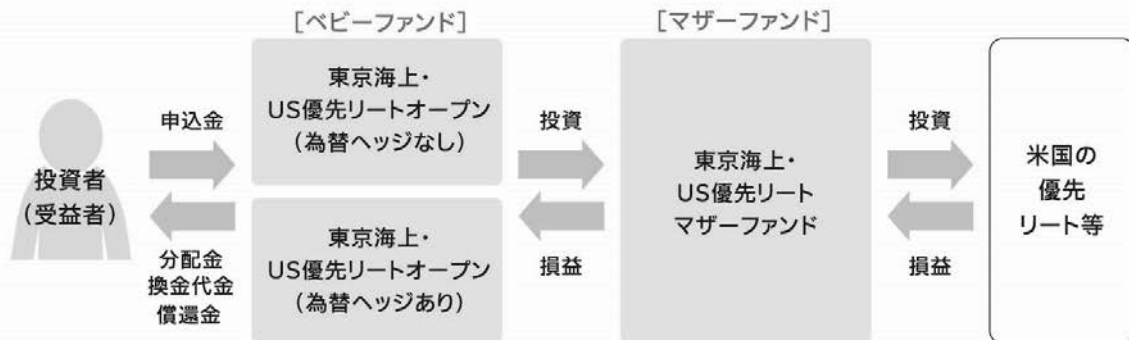 [ベビーファンド]
[マザーファンド]
投資者
(受益者)
申込金
分配金
換金代金
償還金
東京海上・
US優先リートオープン
(為替ヘッジなし)
東京海上・
US優先リートオープン
(為替ヘッジあり)
投資
損益
東京海上・
US優先リート
マザーファンド
投資
損益
米国の
優先
リート等